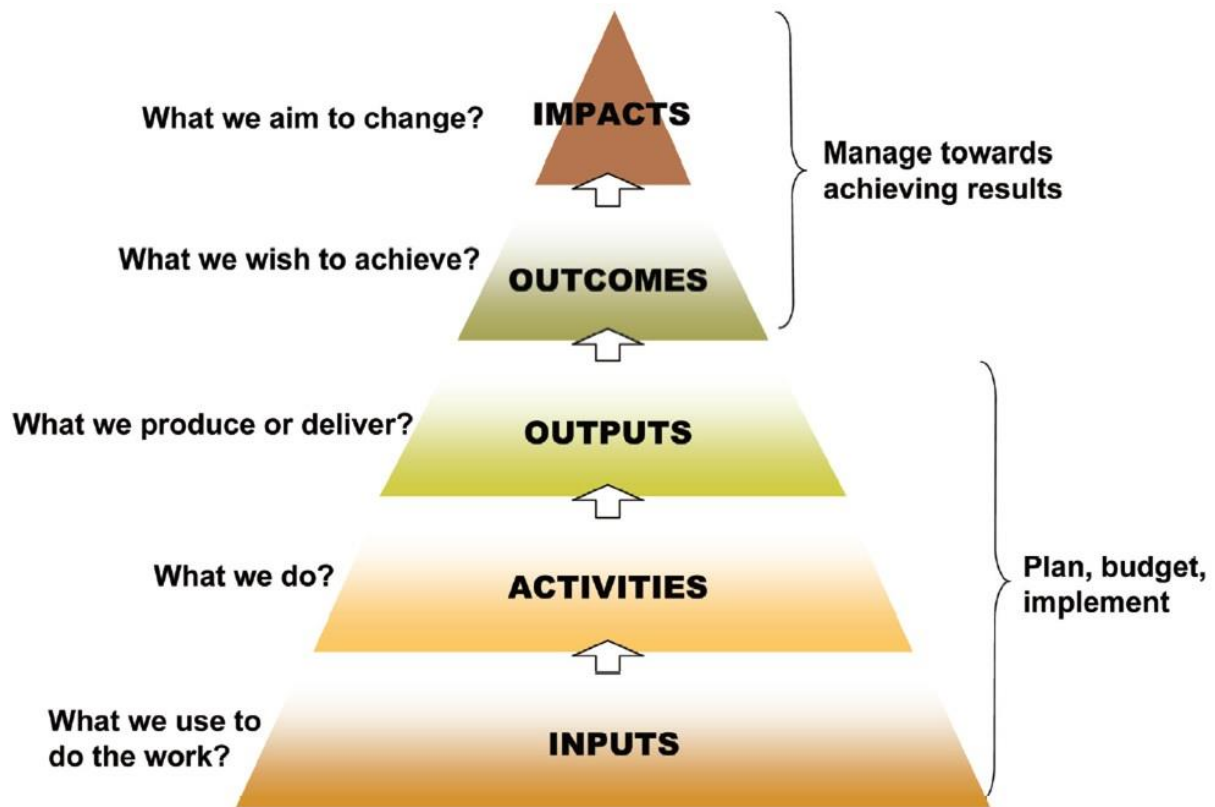 What we aim to change?
IMPACTS
Manage towards
achieving results
What we wish to achieve?
OUTCOMES
What we produce or deliver?
OUTPUTS
What we do?
ACTIVITIES
Plan, budget,
implement
What we use to
do the work?
INPUTS